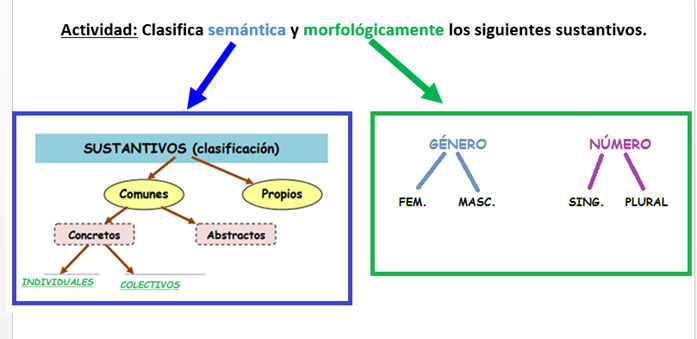 Actividad: Clasifica semántica y morfológicamente los siguientes sustantivos.
SUSTANTIVOS (clasificación)
Comunes Propios
Concretos Abstractos
INDIVIDUALES COLECTIVOS
GÉNERO NÚMERO
FEM. MASC. SING. PLURAL